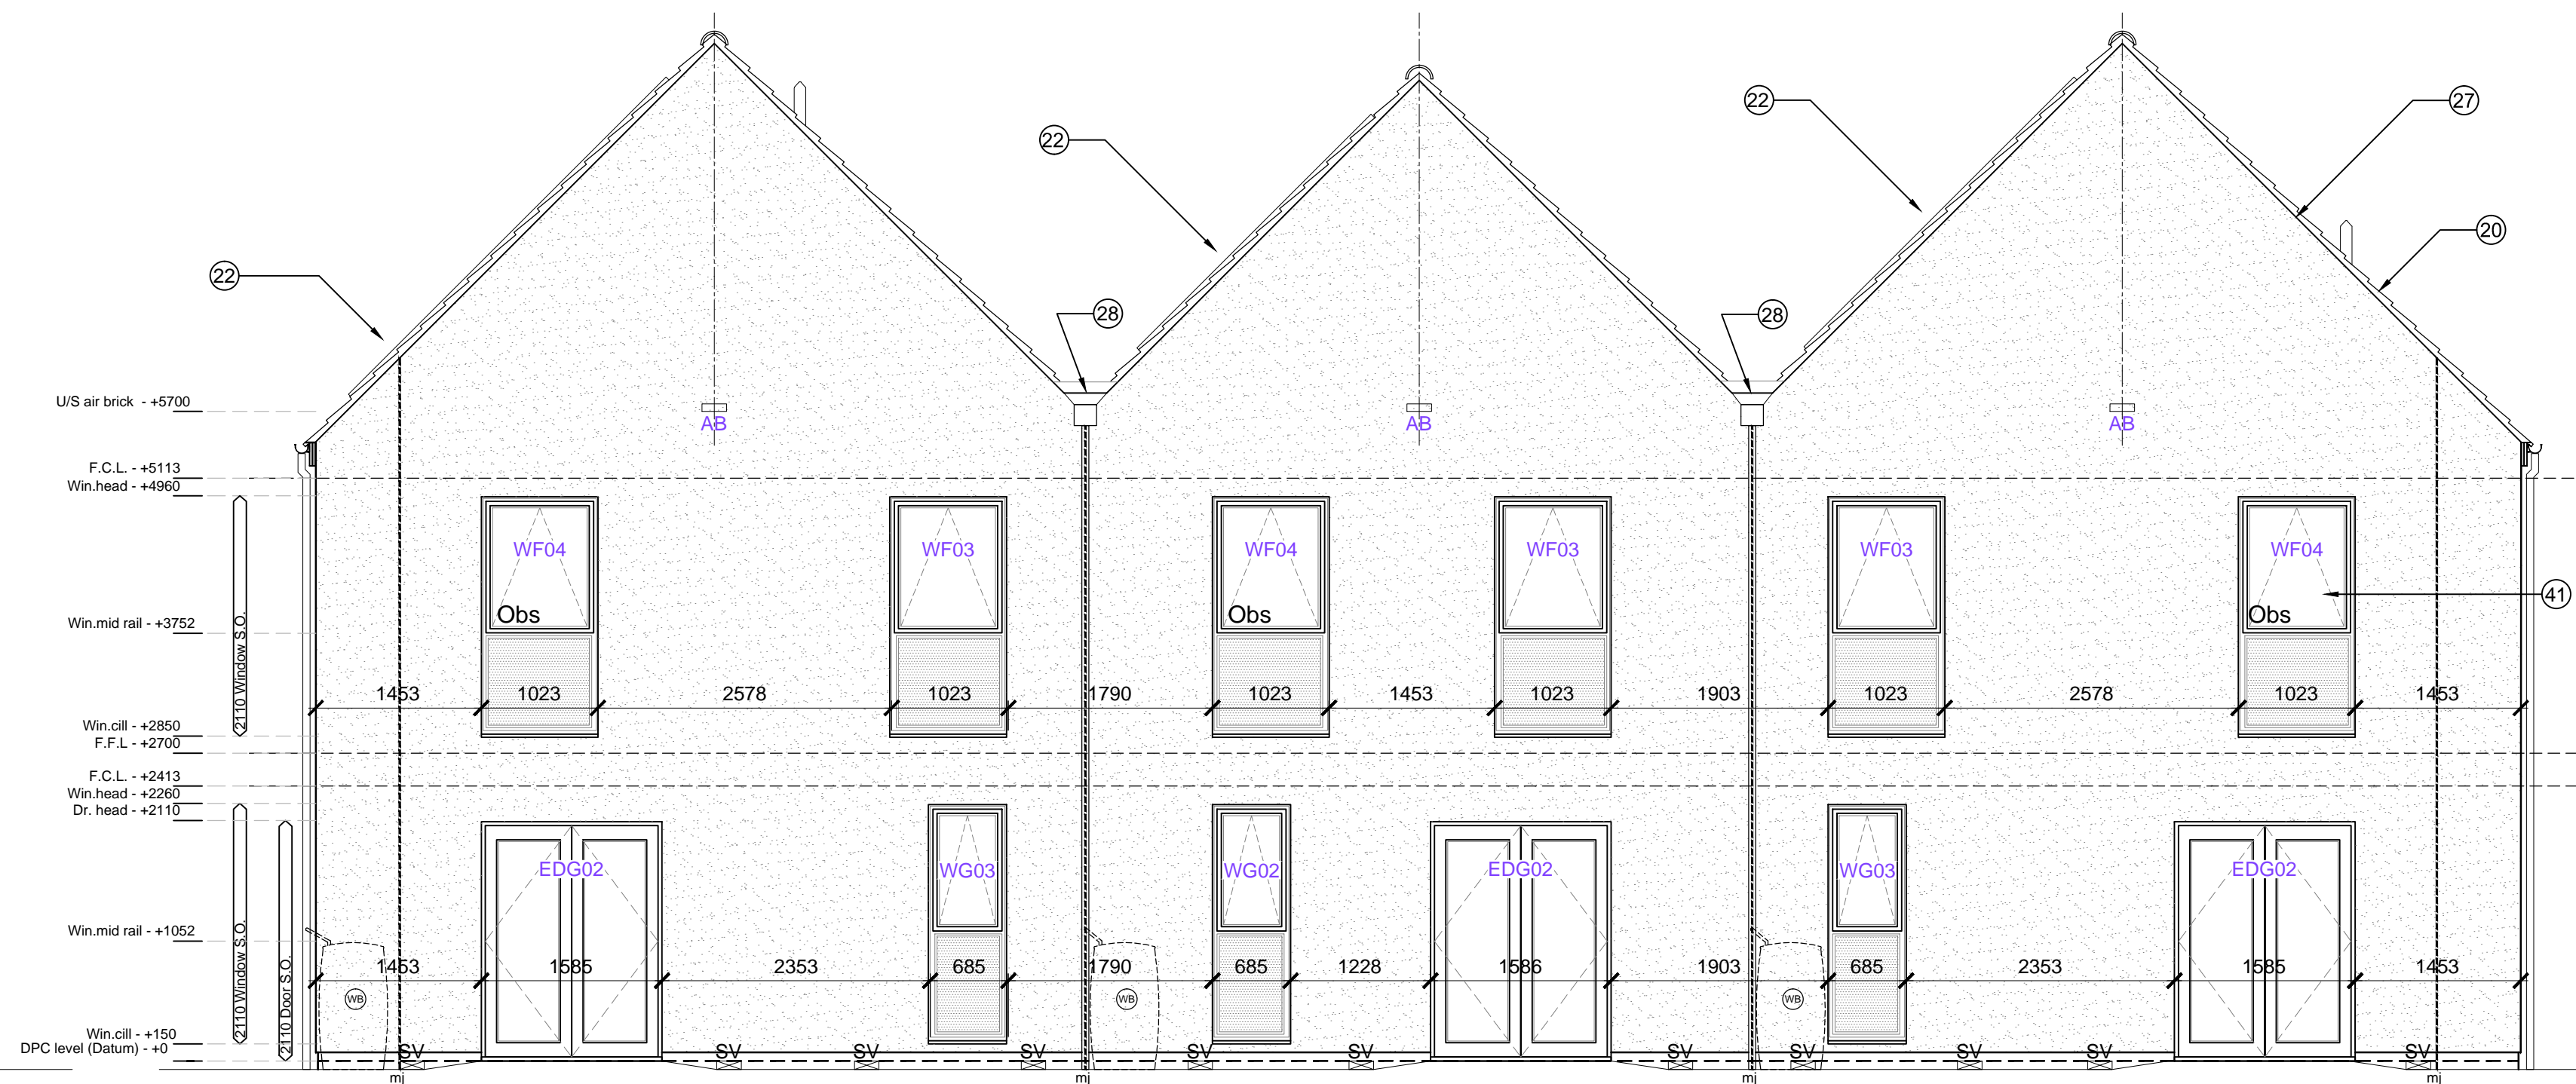 22
22
22
27
20
28
28
U/S air brick - +5700
AB
AB
AB
F.C.L. - +5113
Win.head - +4960
WF04
WF03
WF04
WF03
WF03
WF04
Obs
Obs
Obs
41
Win.mid rail - +3752
2110 Window S.O.
1453
1023
2578
1023
1790
1023
1453
1023
1903
1023
2578
1023
1453
Win.cill - +2850
F.F.L - +2700
F.C.L. - +2413
Win.head - +2260
Dr. head - +2110
EDG02
WG03
WG02
EDG02
WG03
EDG02
Win.mid rail - +1052
2110 Window S.O.
2110 Door S.O.
1453
1585
2353
685
1790
685
1228
1586
1903
685
2353
1585
1453
WB
WB
WB
Win.cill - +150
DPC level (Datum) - +0
SV
SV
SV
SV
SV
SV
SV
SV
SV
SV
SV
mj
mj
mj
mj